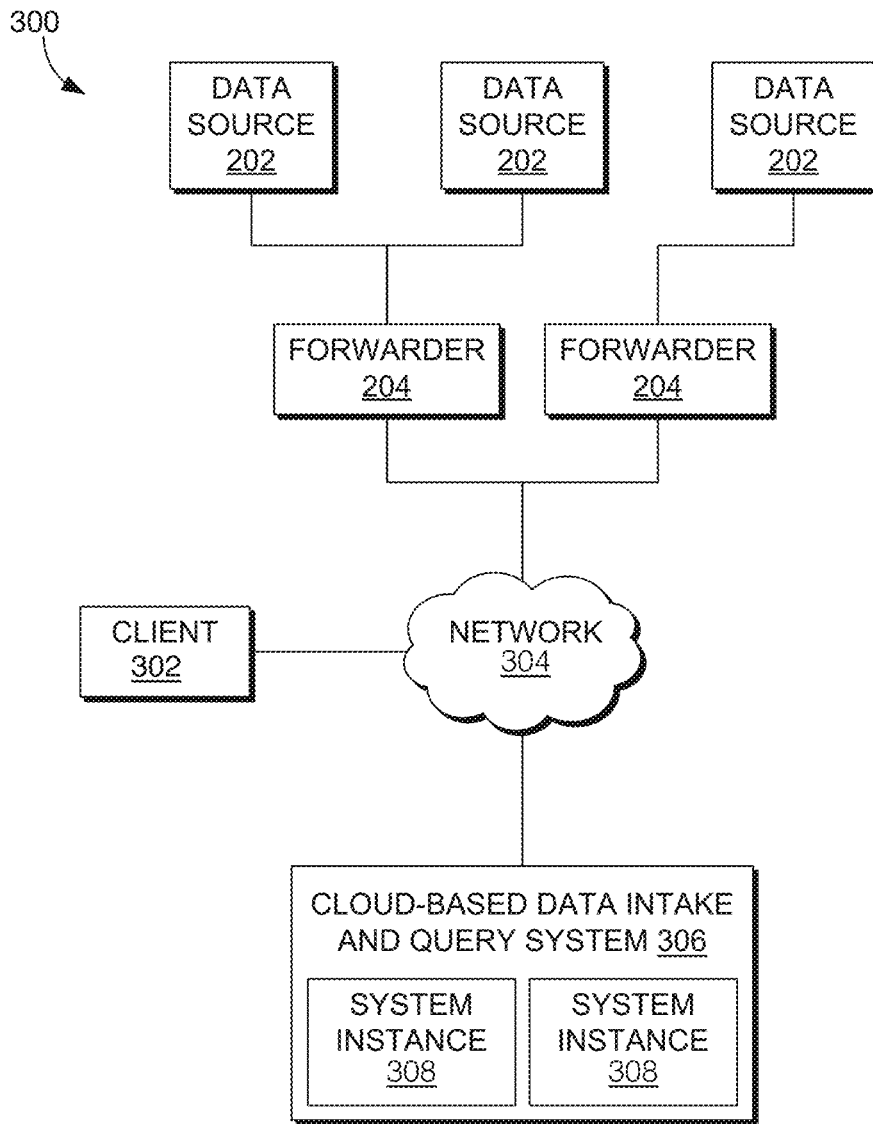 300
DATA
SOURCE
202
DATA
SOURCE
202
DATA
SOURCE
202
FORWARDER
204
FORWARDER
204
CLIENT
302
NETWORK
304
CLOUD-BASED DATA INTAKE
AND QUERY SYSTEM 306
SYSTEM
INSTANCE
308
SYSTEM
INSTANCE
308